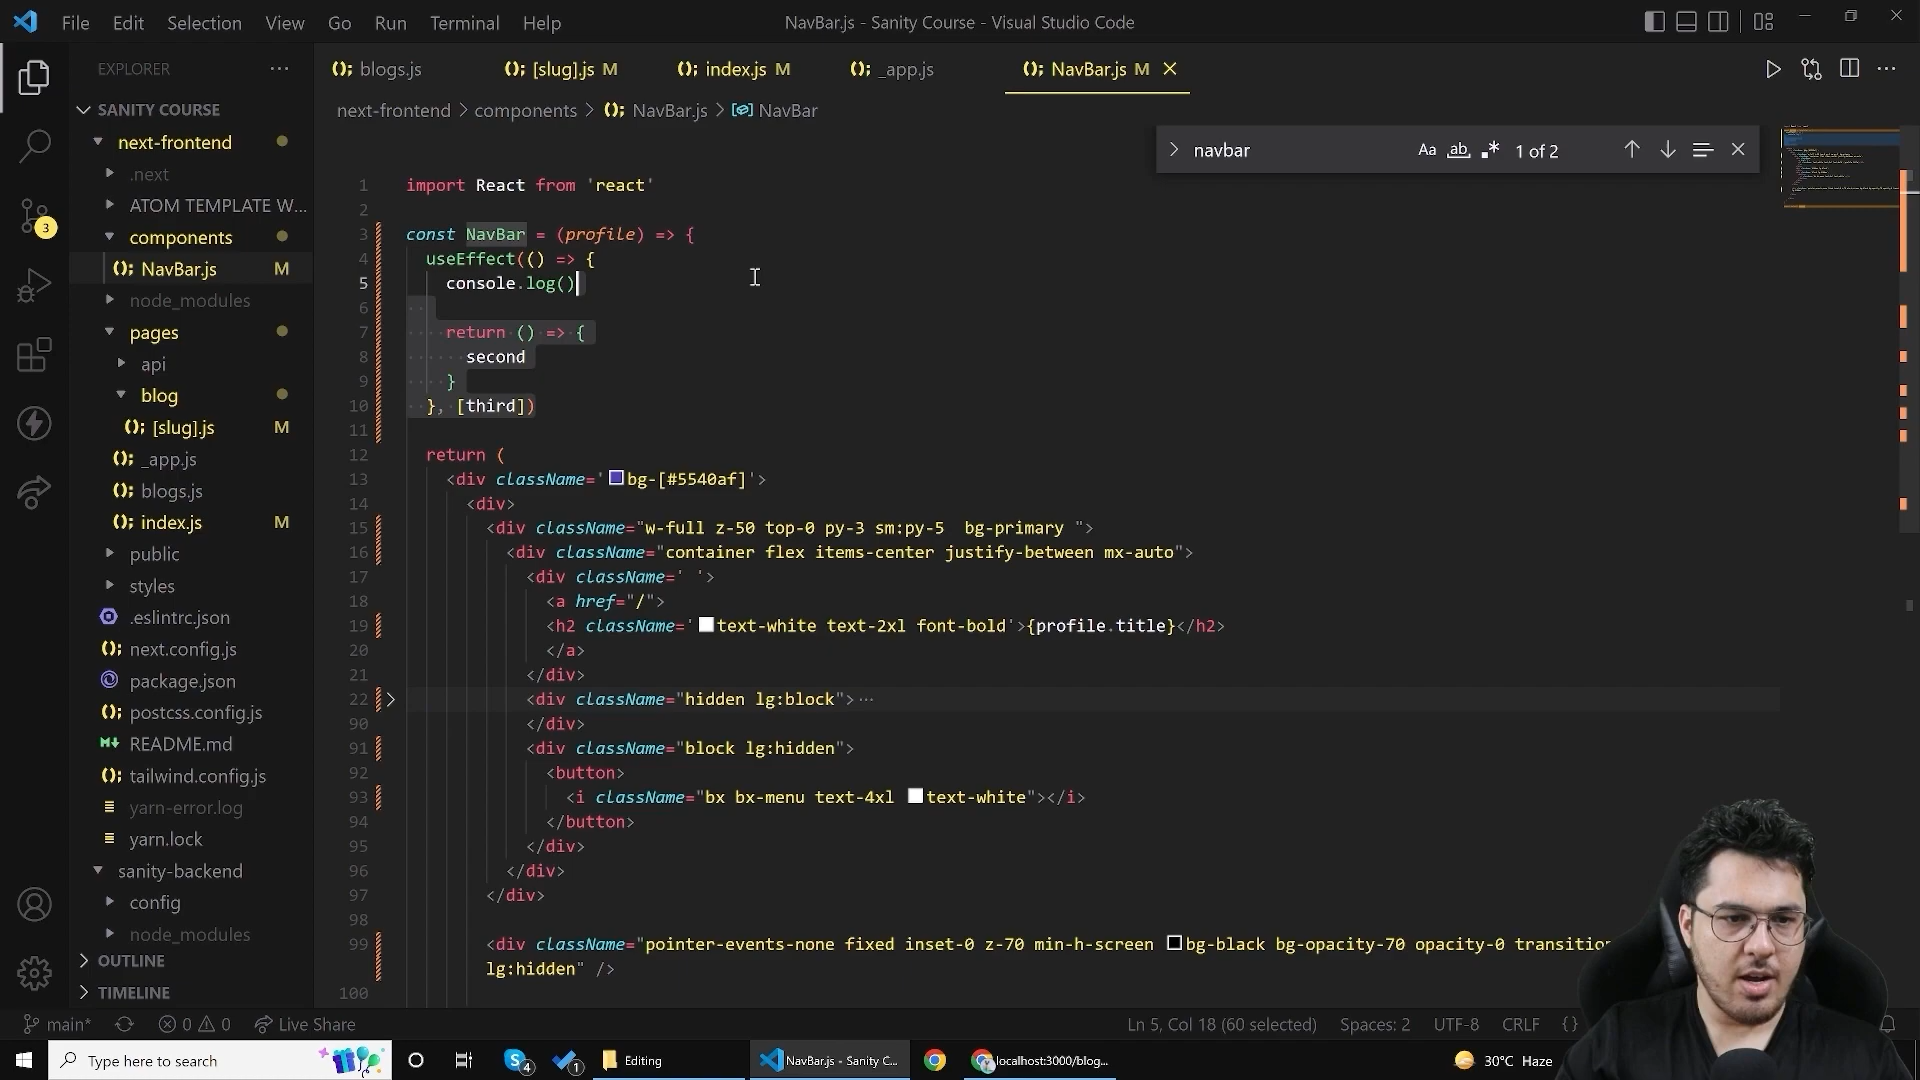 File Edit Selection View Go Run Terminal Help
NavBar.js - Sanity Course - Visual Studio Code
EXPLORER
SANITY COURSE
next-frontend
.next
ATOM TEMPLATE W...
components
NavBar.js M
node_modules
pages
api
blog
[slug].js M
_app.js
blogs.js
index.js M
public
styles
.eslintrc.json
next.config.js
package.json
postcss.config.js
README.md
tailwind.config.js
yarn-error.log
yarn.lock
sanity-backend
config
node_modules
OUTLINE
TIMELINE
3
blogs.js [slug].js M index.js M _app.js NavBar.js M
next-frontend > components > NavBar.js > NavBar
navbar Aa ab 1 of 2
1 import React from 'react'
2
3 const NavBar = (profile) => {
4 useEffect(() => {
5 console.log()
6
7 return () => {
8 second
9 }
10 }, [third])
11
12 return (
13 <div className='bg-[#5540af]'>
14 <div>
15 <div className="w-full z-50 top-0 py-3 sm:py-5  bg-primary ">
16 <div className="container flex items-center justify-between mx-auto">
17 <div className=' '>
18 <a href="/">
19 <h2 className='text-white text-2xl font-bold'>{profile.title}</h2>
20 </a>
21 </div>
22 <div className="hidden lg:block">···
90 </div>
91 <div className="block lg:hidden">
92 <button>
93 <i className="bx bx-menu text-4xl text-white"></i>
94 </button>
95 </div>
96 </div>
97 </div>
98
99 <div className="pointer-events-none fixed inset-0 z-70 min-h-screen bg-black bg-opacity-70 opacity-0
lg:hidden" />
100
main* 0 0 Live Share
Ln 5, Col 18 (60 selected) Spaces: 2 UTF-8 CRLF {}
Type here to search
4
1
Editing
NavBar.js - Sanity C...
localhost:3000/blog...
30°C Haze